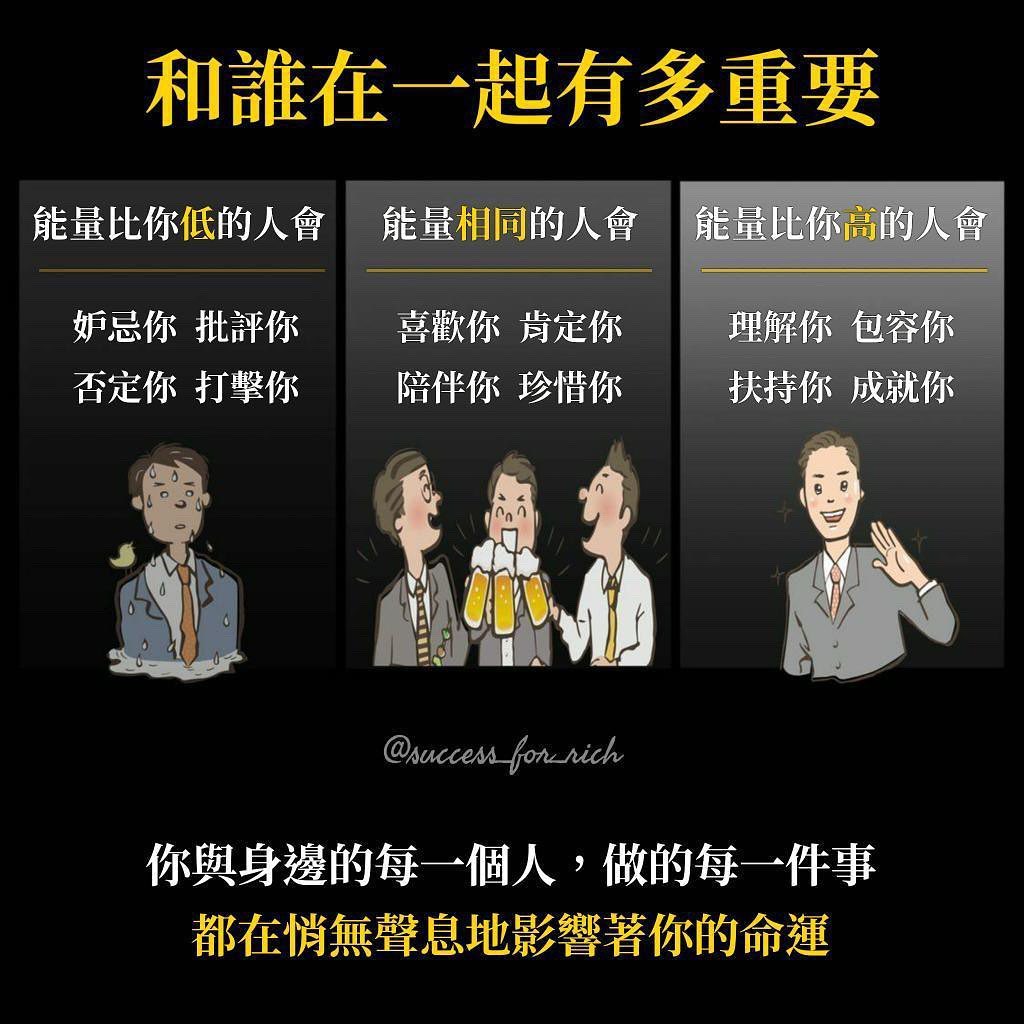 和誰在一起有多重要
能量比你低的人會
妒忌你 批評你
否定你 打擊你
能量相同的人會
喜歡你 肯定你
陪伴你 珍惜你
能量比你高的人會
理解你 包容你
扶持你 成就你
@success_for_rich
你與身邊的每一個人，做的每一件事
都在悄無聲息地影響著你的命運